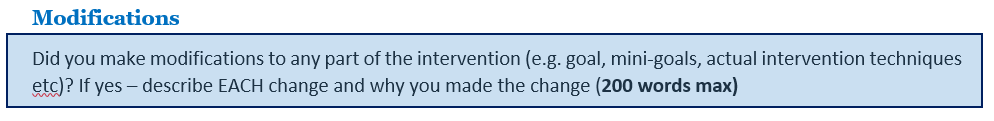 Modifications
Did you make modifications to any part of the intervention (e.g. goal, mini-goals, actual intervention techniques
etc)? If yes – describe EACH change and why you made the change (200 words max)